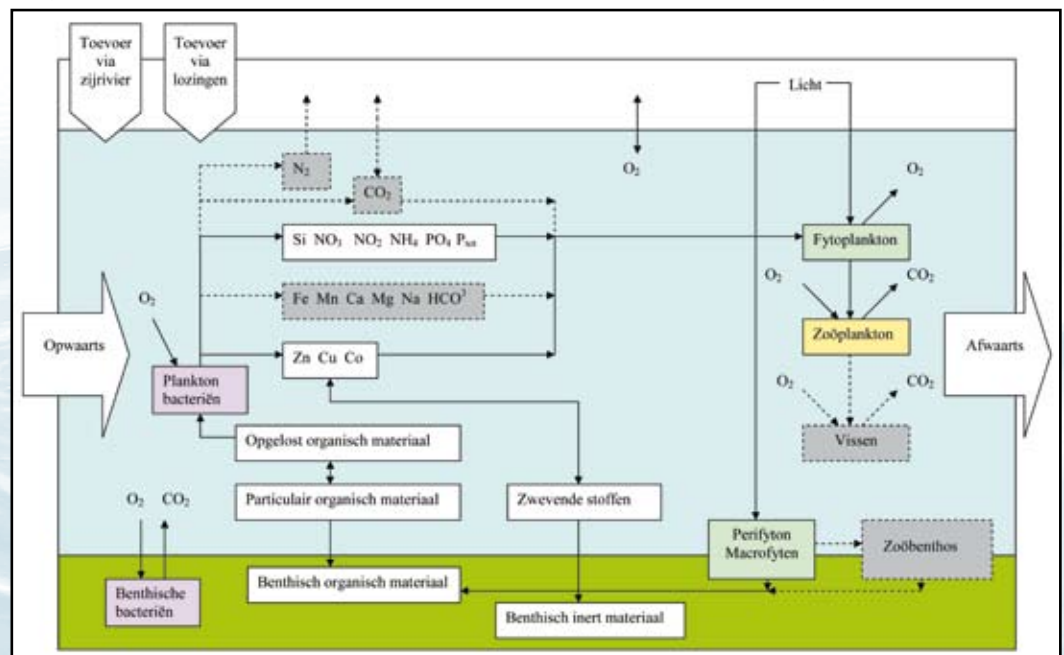 Toevoer
via
zijrivier
Toevoer
via
lozingen
Licht
N₂
CO₂
O₂
O₂
Si NO₃ NO₂ NH₄ PO₄
Fytoplankton
O₂
CO₂
Fe Mn Ca Mg Na HCO³
O₂
Zoöplankton
Opwaarts
Zn Cu Co
Afwaarts
Plankton
bacteriën
O₂
CO₂
Opgelost organisch materiaal
Vissen
O₂ CO₂
Particulair organisch materiaal
Zwevende stoffen
Perifyton
Macrofyten
Zoöbenthos
Benthische
bacteriën
Benthisch organisch materiaal
Benthisch inert materiaal